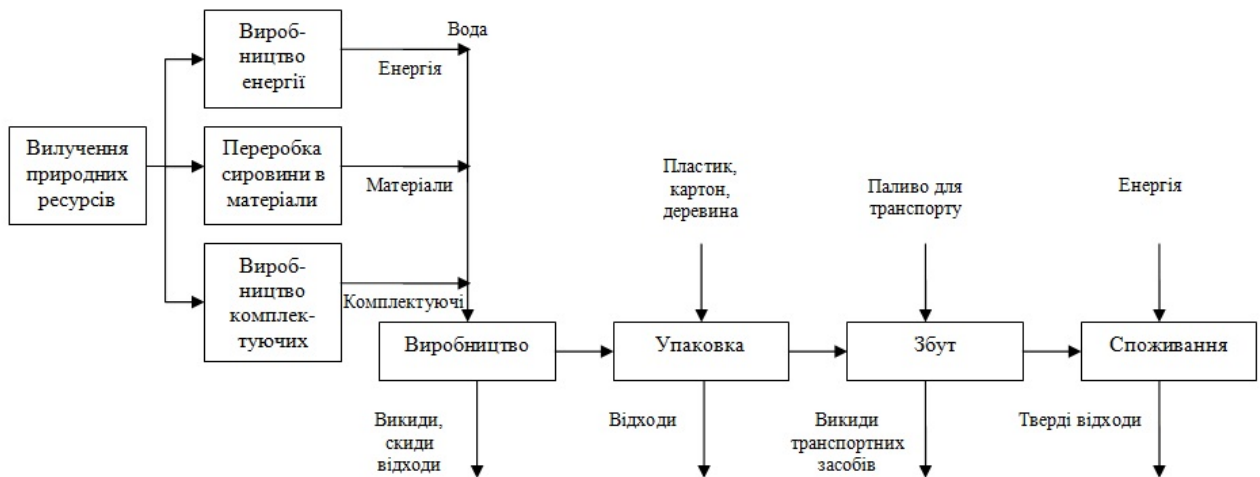 Вироб-
ництво
енергії
Вода
Енергія
Вилучення
природних
ресурсів
Переробка
сировини в
матеріали
Матеріали
Пластик,
картон,
деревина
Паливо для
транспорту
Енергія
Вироб-
ництво
комплек-
туючих
Комплектуючі
Виробництво
Упаковка
Збут
Споживання
Викиди,
скиди
відходи
Відходи
Викиди
транспортних
засобів
Тверді відходи